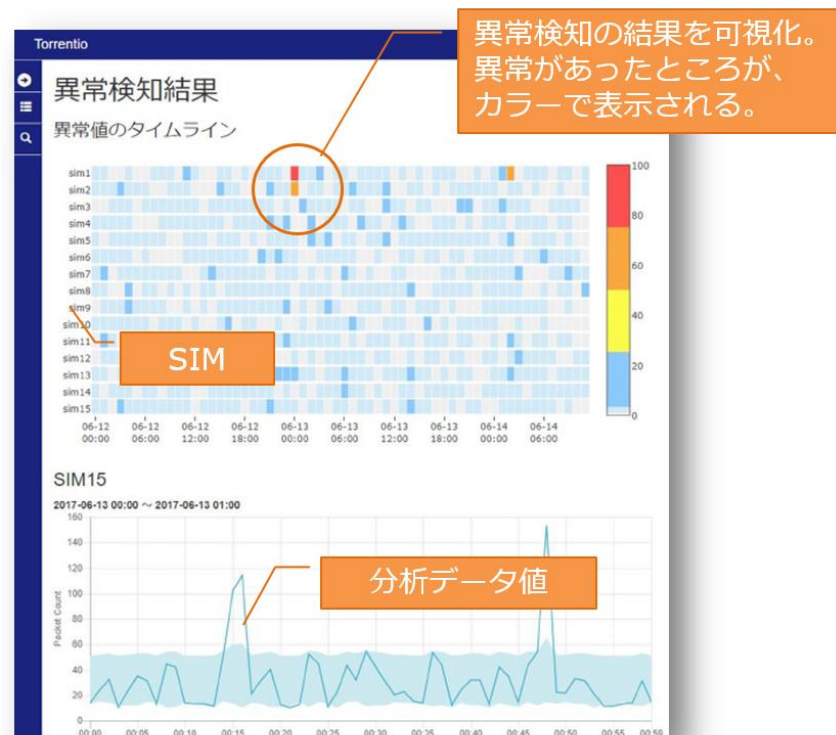 Torrentio
異常検知の結果を可視化。
異常があったところが、
カラーで表示される。
異常検知結果
異常値のタイムライン
sim1
sim2
sim3
sim4
sim5
sim6
sim7
sim8
sim9
sim10
sim11
sim12
sim13
sim14
sim15
SIM
100
80
60
40
20
0
06-12 06-12 06-12 06-12 06-13 06-13 06-13 06-13 06-14 06-14
00:00 06:00 12:00 18:00 00:00 06:00 12:00 18:00 00:00 06:00
SIM15
2017-06-13 00:00 ~ 2017-06-13 01:00
Packet Count
160
140
120
100
80
60
40
20
0
分析データ値
00:00 00:05 00:10 00:15 00:20 00:25 00:30 00:35 00:40 00:45 00:50 00:55 00:59